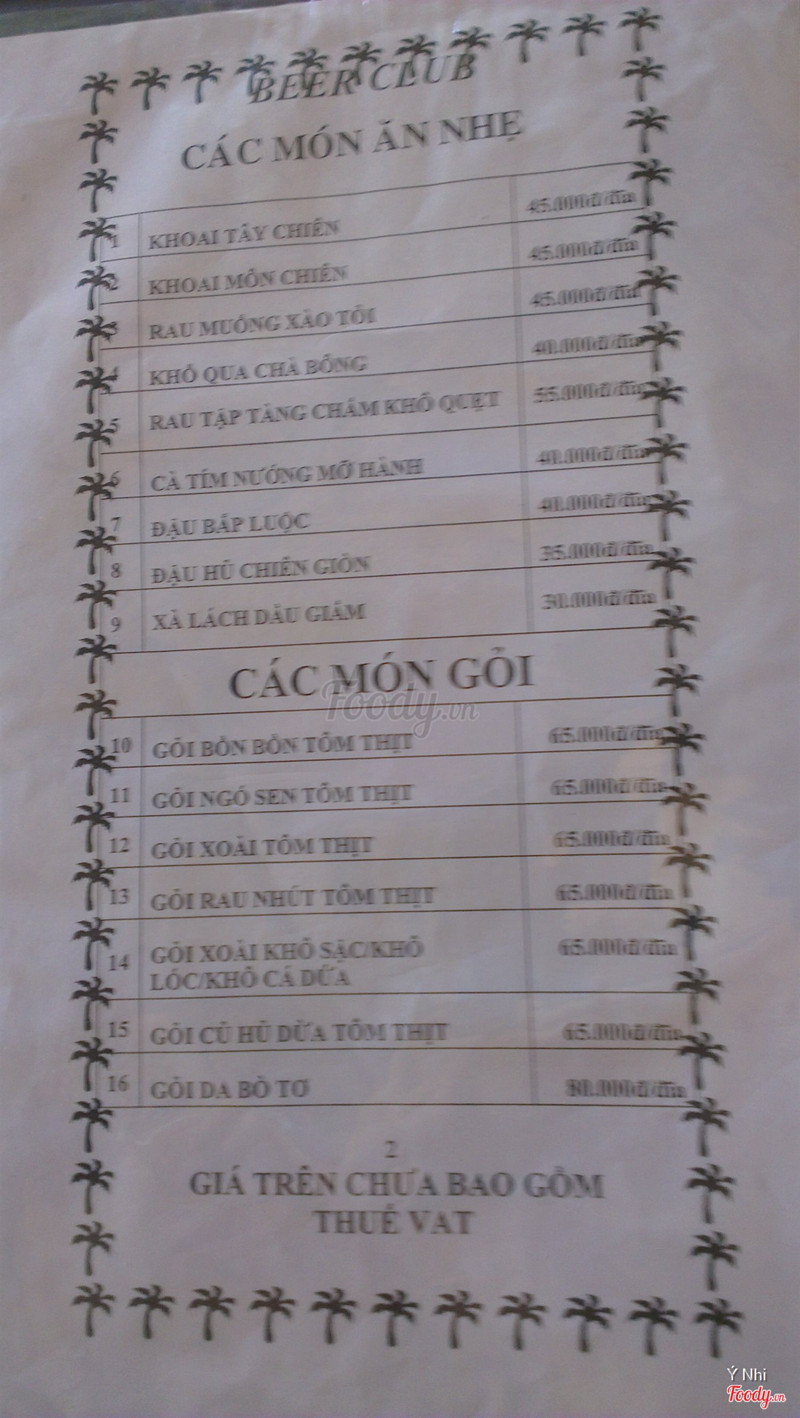 BEER CLUB
CÁC MÓN ĂN NHẸ
1 KHOAI TÂY CHIÊN 45.000đ/đĩa
2 KHOAI MÔN CHIÊN 45.000đ/đĩa
3 RAU MUỐNG XÀO TỎI 45.000đ/đĩa
4 KHỔ QUA CHÀ BÔNG 40.000đ/đĩa
5 RAU TẬP TÀNG CHẤM KHO QUẸT 55.000đ/đĩa
6 CÀ TÍM NƯỚNG MỠ HÀNH 40.000đ/đĩa
7 ĐẬU BẮP LUỘC 40.000đ/đĩa
8 ĐẬU HŨ CHIÊN GIÒN 35.000đ/đĩa
9 XÀ LÁCH DẦU GIẤM 30.000đ/đĩa
CÁC MÓN GỎI
10 GỎI BỒN BỒN TÔM THỊT 65.000đ/đĩa
11 GỎI NGÓ SEN TÔM THỊT 65.000đ/đĩa
12 GỎI XOÀI TÔM THỊT 65.000đ/đĩa
13 GỎI RAU NHÚT TÔM THỊT 65.000đ/đĩa
14 GỎI XOÀI KHÔ SẶC/KHÔ 65.000đ/đĩa
LÓC/KHÔ CÁ DỨA
15 GỎI CỦ HŨ DỪA TÔM THỊT 65.000đ/đĩa
16 GỎI DA BÒ TƠ 80.000đ/đĩa
2
GIÁ TRÊN CHƯA BAO GỒM
THUẾ VAT
Foody.vn
Ý Nhi
Foody.vn